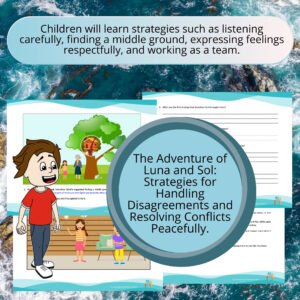 Children will learn strategies such as listening
carefully, finding a middle ground, expressing feelings
respectfully, and working as a team.
The Adventure of
Luna and Sol:
Strategies for
Handling
Disagreements and
Resolving Conflicts
Peacefully.